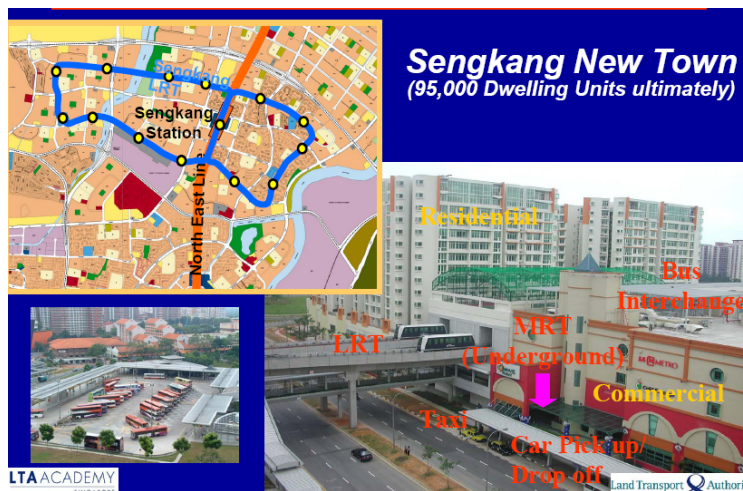 Sengkang New Town
(95,000 Dwelling Units ultimately)
Sengkang
LRT
Sengkang
Station
North East Line
Residential
Bus
Interchange
MRT
(Underground)
LRT
Commercial
Taxi
Car Pick up/
Drop off
LTA ACADEMY
SINGAPORE
Land Transport Authori